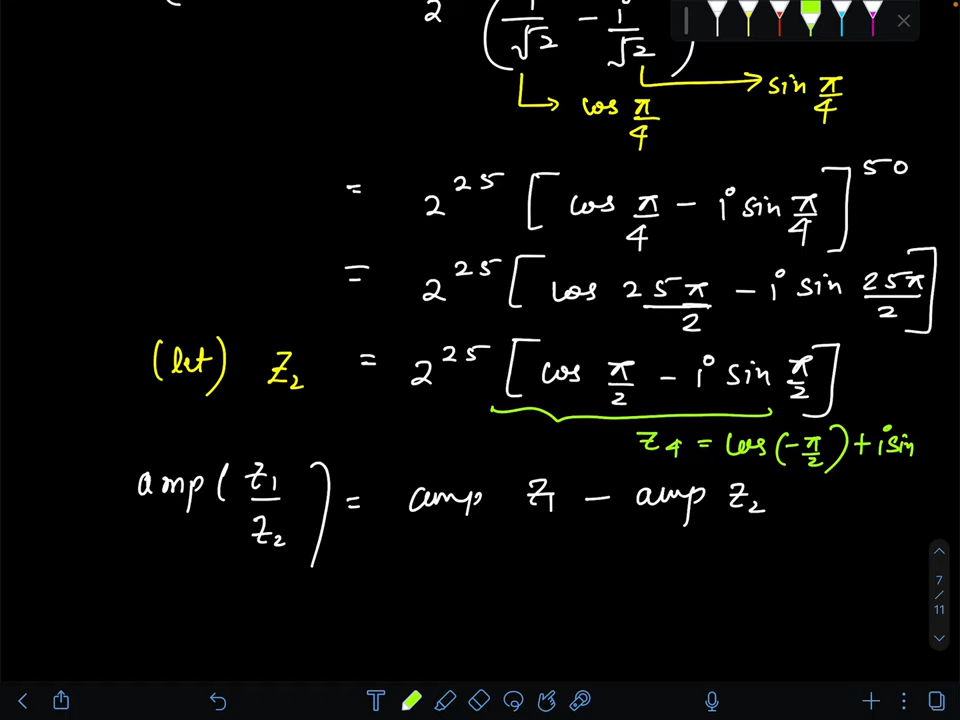 2 (1/√2 − i/√2)
cos π/4
sin π/4
= 2^25 [cos π/4 − i sin π/4]^50
= 2^25 [cos 25π/2 − i sin 25π/2]
(let) Z₂ = 2^25 [cos π/2 − i sin π/2]
z₄ = cos(−π/2) + i sin
amp(z₁/z₂) = amp z₁ − amp z₂
7
/
11
T